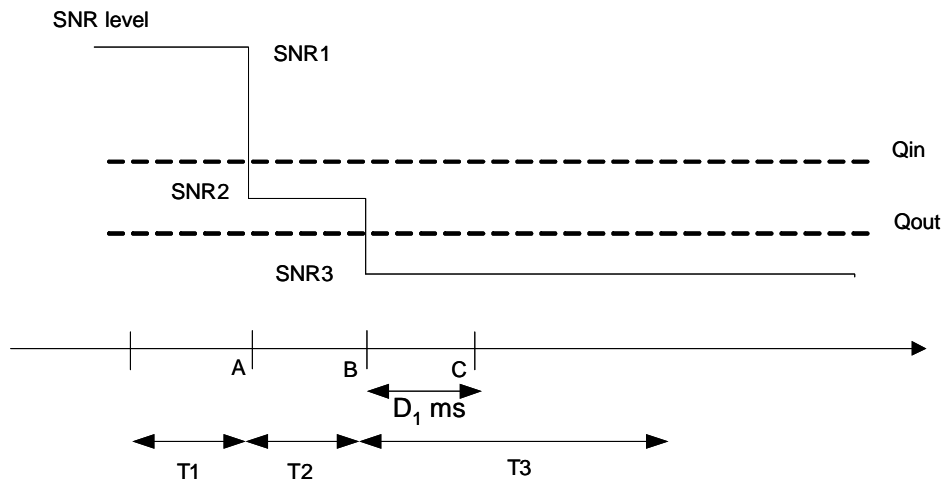 SNR level
SNR1
Qin
SNR2
Qout
SNR3
A B C
D₁ ms
T1 T2 T3